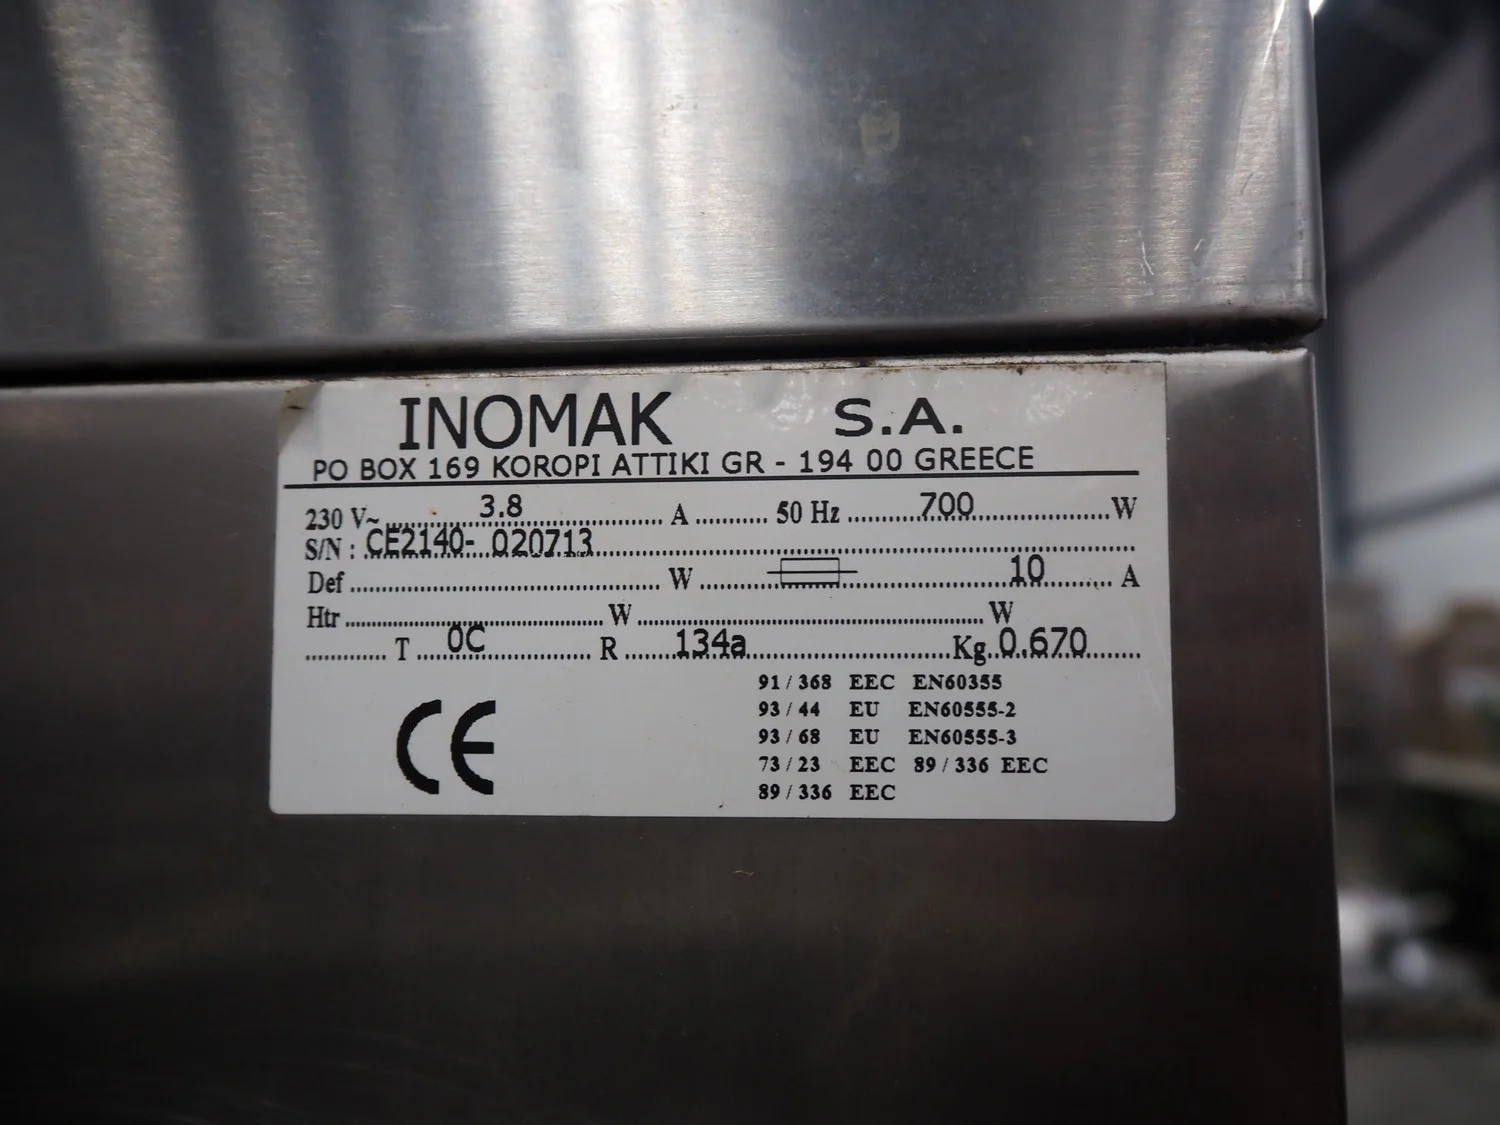 INOMAK S.A.
PO BOX 169 KOROPI ATTIKI GR - 194 00 GREECE
230 V~ 3.8 A 50 Hz 700 W
S/N : CE2140- 020713
Def W 10 A
Htr W W
T 0C R 134a Kg 0.670
CE
91 / 368 EEC EN60355
93 / 44 EU EN60555-2
93 / 68 EU EN60555-3
73 / 23 EEC 89 / 336 EEC
89 / 336 EEC